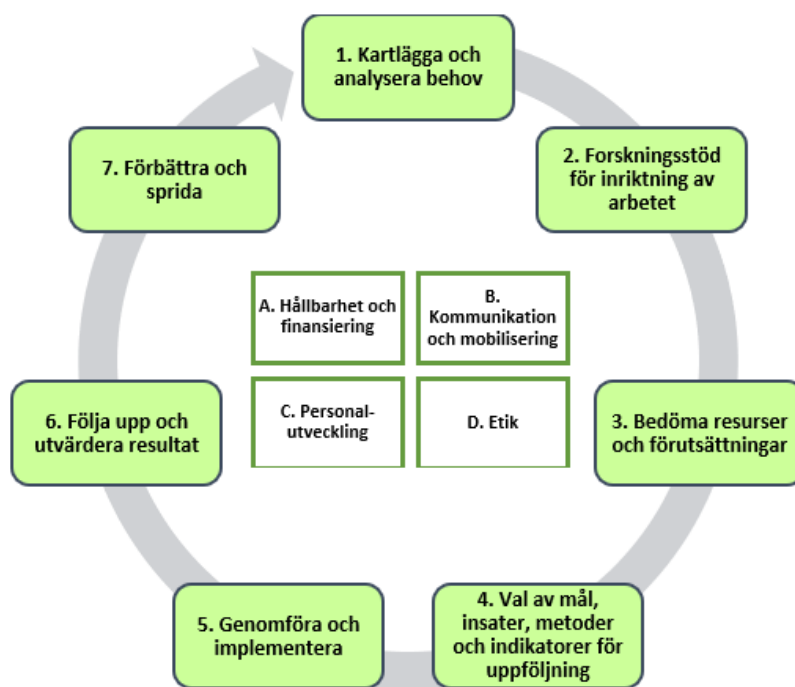 1. Kartlägga och
analysera behov
2. Forskningsstöd
för inriktning av
arbetet
3. Bedöma resurser
och förutsättningar
4. Val av mål,
insater, metoder
och indikatorer för
uppföljning
5. Genomföra och
implementera
6. Följa upp och
utvärdera resultat
7. Förbättra och
sprida
A. Hållbarhet och
finansiering
B.
Kommunikation
och mobilisering
C. Personal-
utveckling
D. Etik